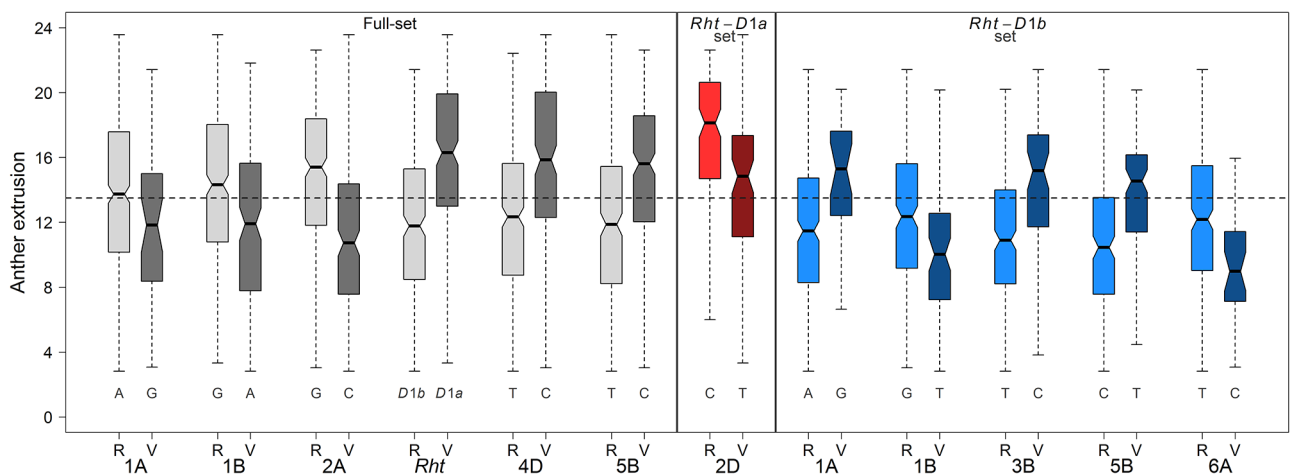 Full-set
Rht – D1a
set
Rht – D1b
set
Anther extrusion
24
20
16
12
8
4
0
A G G A G C D1b D1a T C T C C T A G G T T C C T T C
R V R V R V R V R V R V R V R V R V R V R V R V
1A 1B 2A Rht 4D 5B 2D 1A 1B 3B 5B 6A